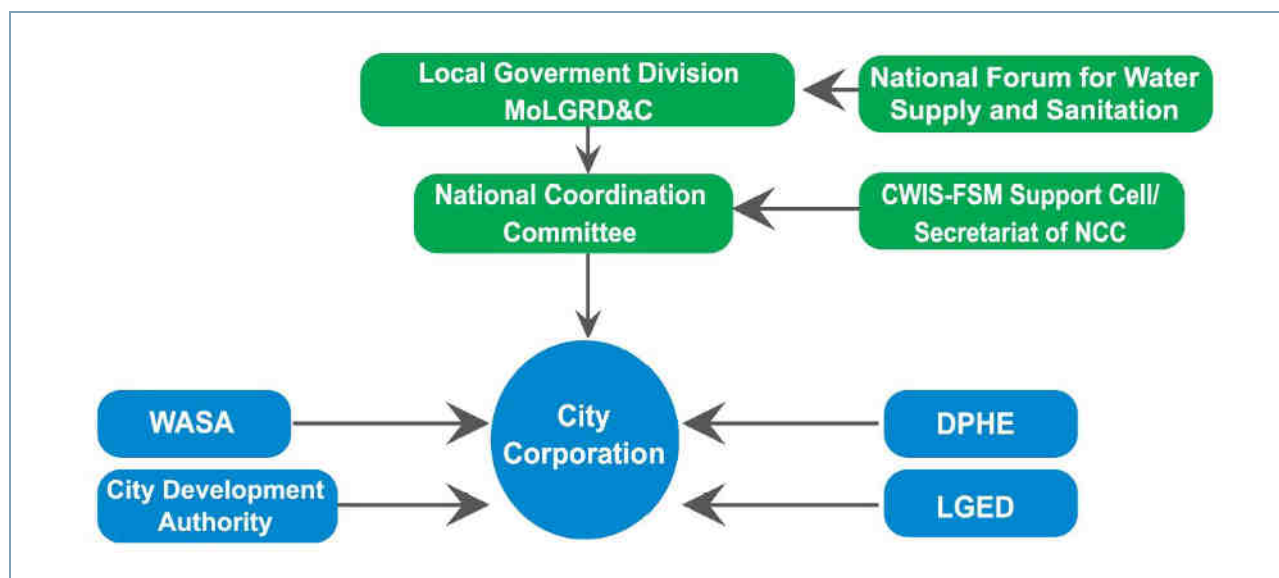 Local Goverment Division
MoLGRD&C
National Forum for Water
Supply and Sanitation
National Coordination
Committee
CWIS-FSM Support Cell/
Secretariat of NCC
City
Corporation
WASA
City Development
Authority
DPHE
LGED